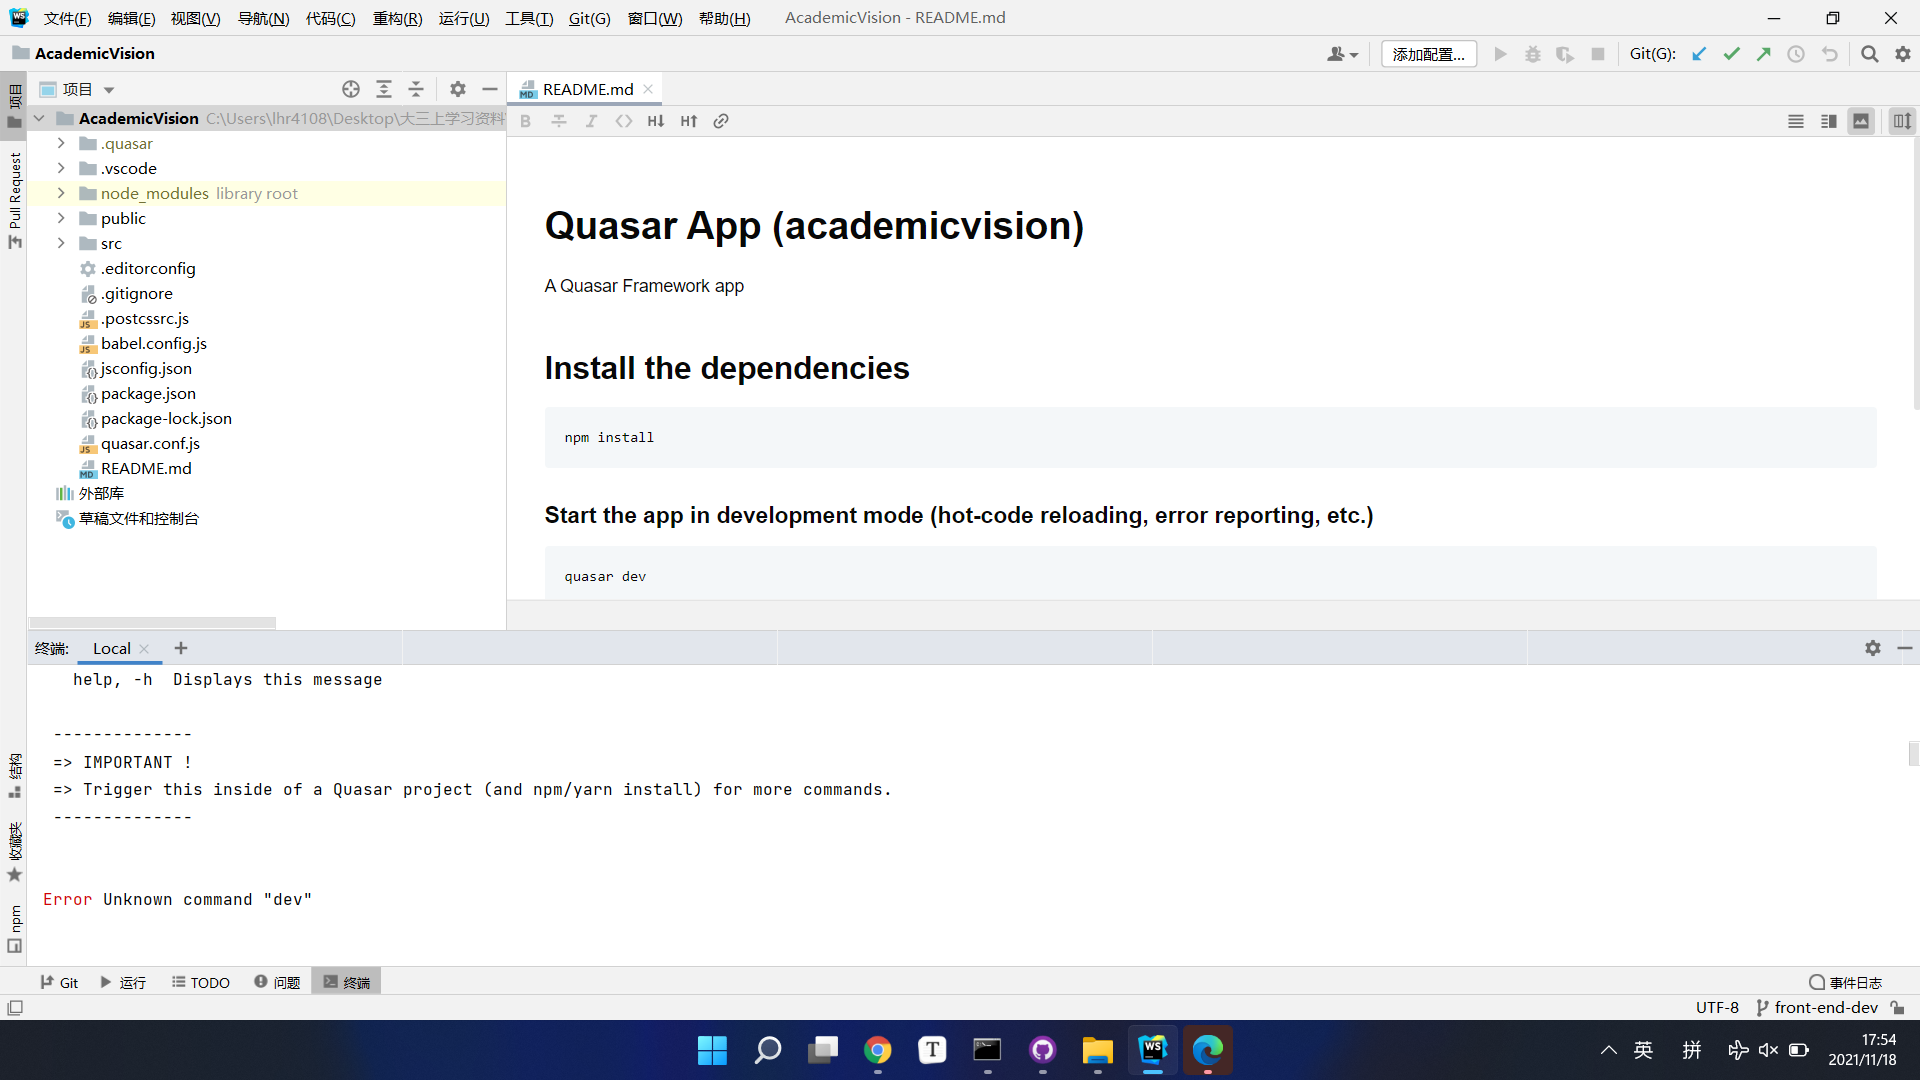 文件(F) 编辑(E) 视图(V) 导航(N) 代码(C) 重构(R) 运行(U) 工具(T) Git(G) 窗口(W) 帮助(H) AcademicVision - README.md
AcademicVision
添加配置...
Git(G):
项目
README.md
AcademicVision C:\Users\lhr4108\Desktop\大三上学习资料
.quasar
.vscode
node_modules library root
public
src
.editorconfig
.gitignore
.postcssrc.js
babel.config.js
jsconfig.json
package.json
package-lock.json
quasar.conf.js
README.md
外部库
草稿文件和控制台
项目
Pull Request
结构
收藏夹
npm
B
I
H
H
Quasar App (academicvision)
A Quasar Framework app
Install the dependencies
npm install
Start the app in development mode (hot-code reloading, error reporting, etc.)
quasar dev
终端: Local
help, -h  Displays this message
--------------
=> IMPORTANT !
=> Trigger this inside of a Quasar project (and npm/yarn install) for more commands.
--------------
Error Unknown command "dev"
Git 运行 TODO 问题 终端 事件日志
UTF-8 front-end-dev
英 拼
17:54
2021/11/18